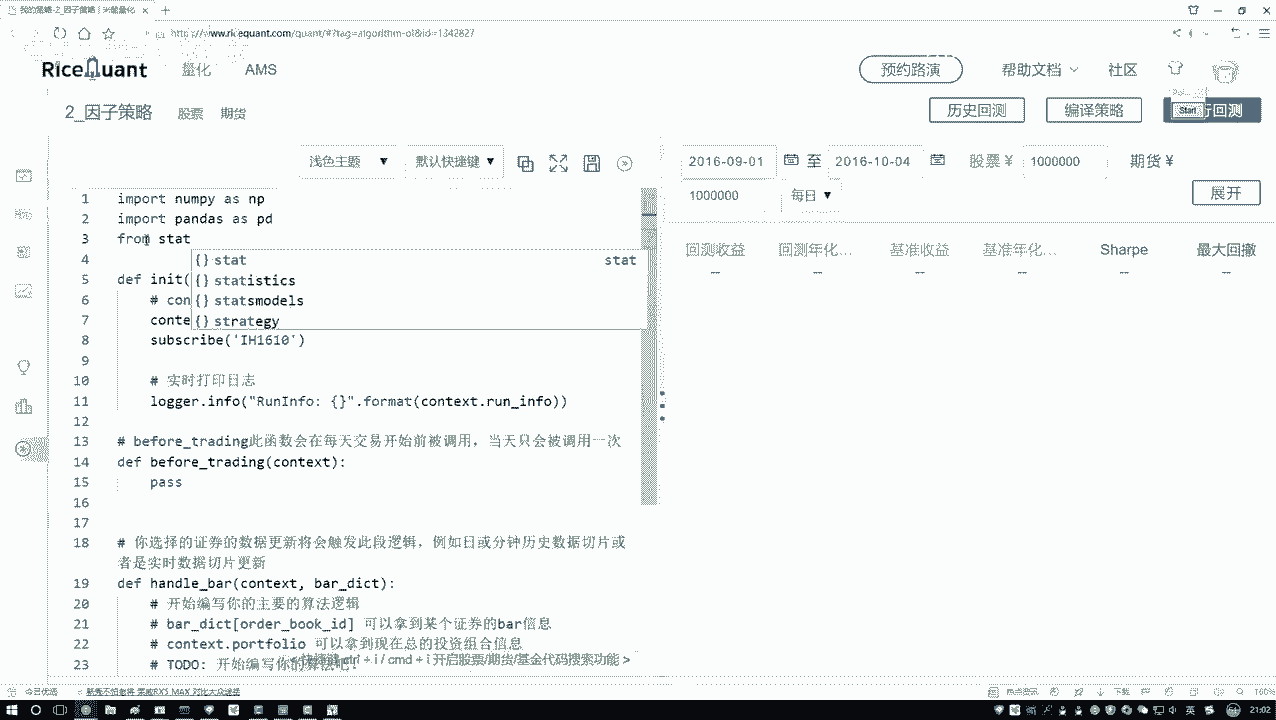 我的策略-2_因子策略 | 米筐量化
www.ricequant.com/quant/#?tag=algorithm-ol&id=1342827
RiceQuant 量化 AMS 预约路演 帮助文档 社区
2_因子策略 股票 期货 历史回测 编译策略 行回测
Start
浅色主题 默认快捷键 2016-09-01 至 2016-10-04 股票 ¥ 1000000 期货 ¥
1000000 每日 展开
回测收益 回测年化... 基准收益 基准年化... Sharpe 最大回撤
-- -- -- -- -- --
1 import numpy as np
2 import pandas as pd
3 from stat
4 {} stat stat
5 def init( {} statistics
6 # con {} statsmodels
7 conte {} strategy
8 subscribe('IH1610')
9
10 # 实时打印日志
11 logger.info("RunInfo: {}".format(context.run_info))
12
13 # before_trading此函数会在每天交易开始前被调用，当天只会被调用一次
14 def before_trading(context):
15 pass
16
17
18 # 你选择的证券的数据更新将会触发此段逻辑，例如日或分钟历史数据切片或
者是实时数据切片更新
19 def handle_bar(context, bar_dict):
20 # 开始编写你的主要的算法逻辑
21 # bar_dict[order_book_id] 可以拿到某个证券的bar信息
22 # context.portfolio 可以拿到现在总的投资组合信息
23 # TODO: 开始编写你的算法吧!
< 快捷键 ctrl + i / cmd + i 开启股票/期货/基金代码搜索功能 >
今日优选 下载 100%
英 21:02